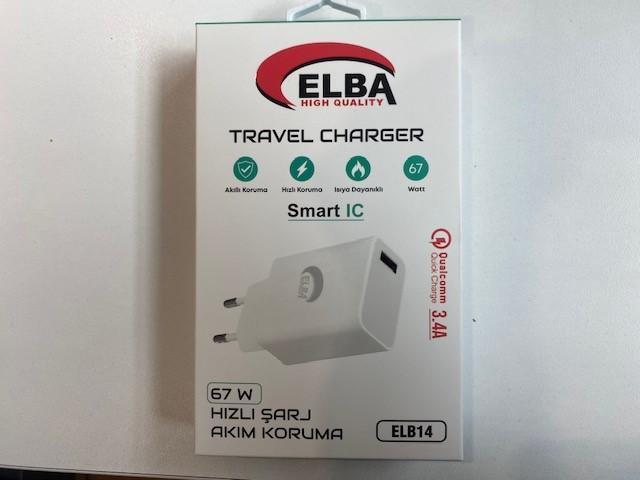 ELBA
HIGH QUALITY
TRAVEL CHARGER
67
Akıllı Koruma Hızlı Koruma Isıya Dayanıklı Watt
Smart IC
ELBA
Qualcomm
Quick Charge 3.4A
67 W
HIZLI ŞARJ
AKIM KORUMA
ELB14